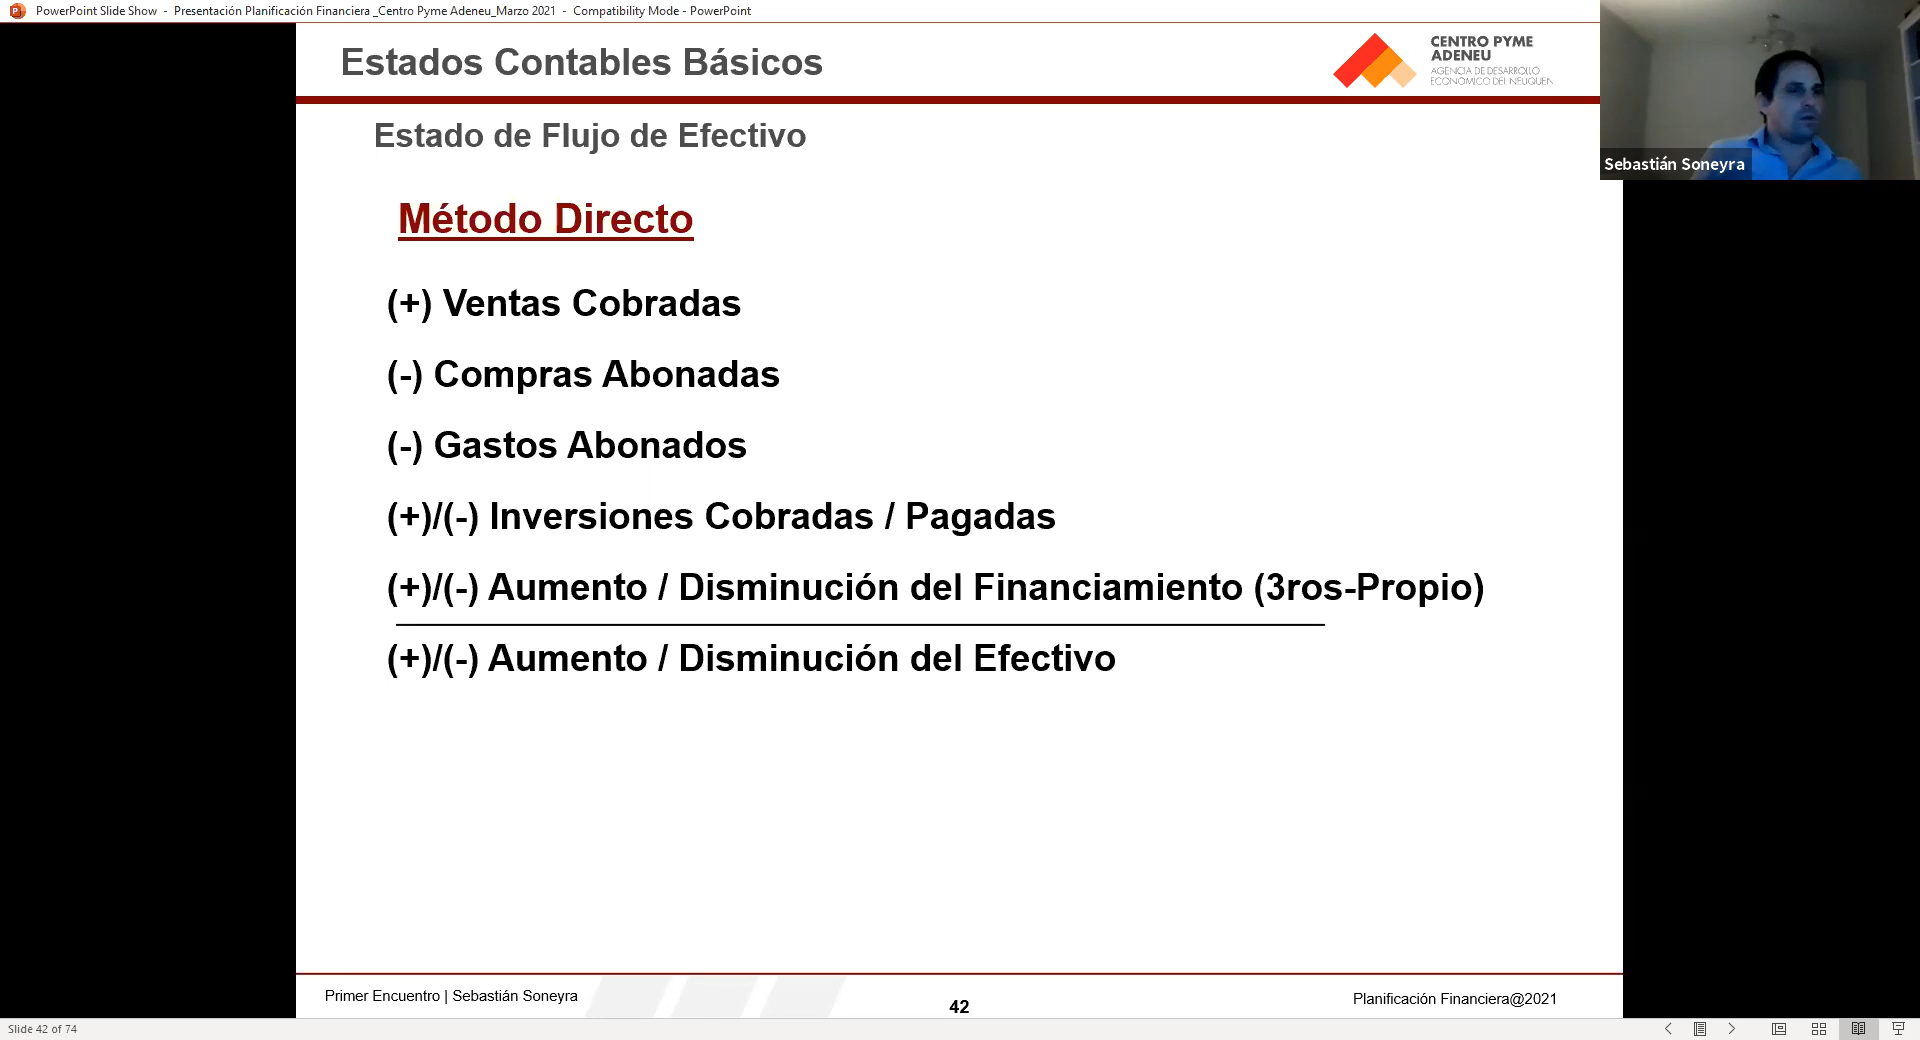 PowerPoint Slide Show - Presentación Planificación Financiera _Centro Pyme Adeneu_Marzo 2021 - Compatibility Mode - PowerPoint
Estados Contables Básicos
CENTRO PYME
ADENEU
AGENCIA DE DESARROLLO
ECONOMICO DEL NEUQUEN
Sebastián Soneyra
Estado de Flujo de Efectivo
Método Directo
(+) Ventas Cobradas
(-) Compras Abonadas
(-) Gastos Abonados
(+)/(-) Inversiones Cobradas / Pagadas
(+)/(-) Aumento / Disminución del Financiamiento (3ros-Propio)
(+)/(-) Aumento / Disminución del Efectivo
Primer Encuentro | Sebastián Soneyra
42
Planificación Financiera@2021
Slide 42 of 74